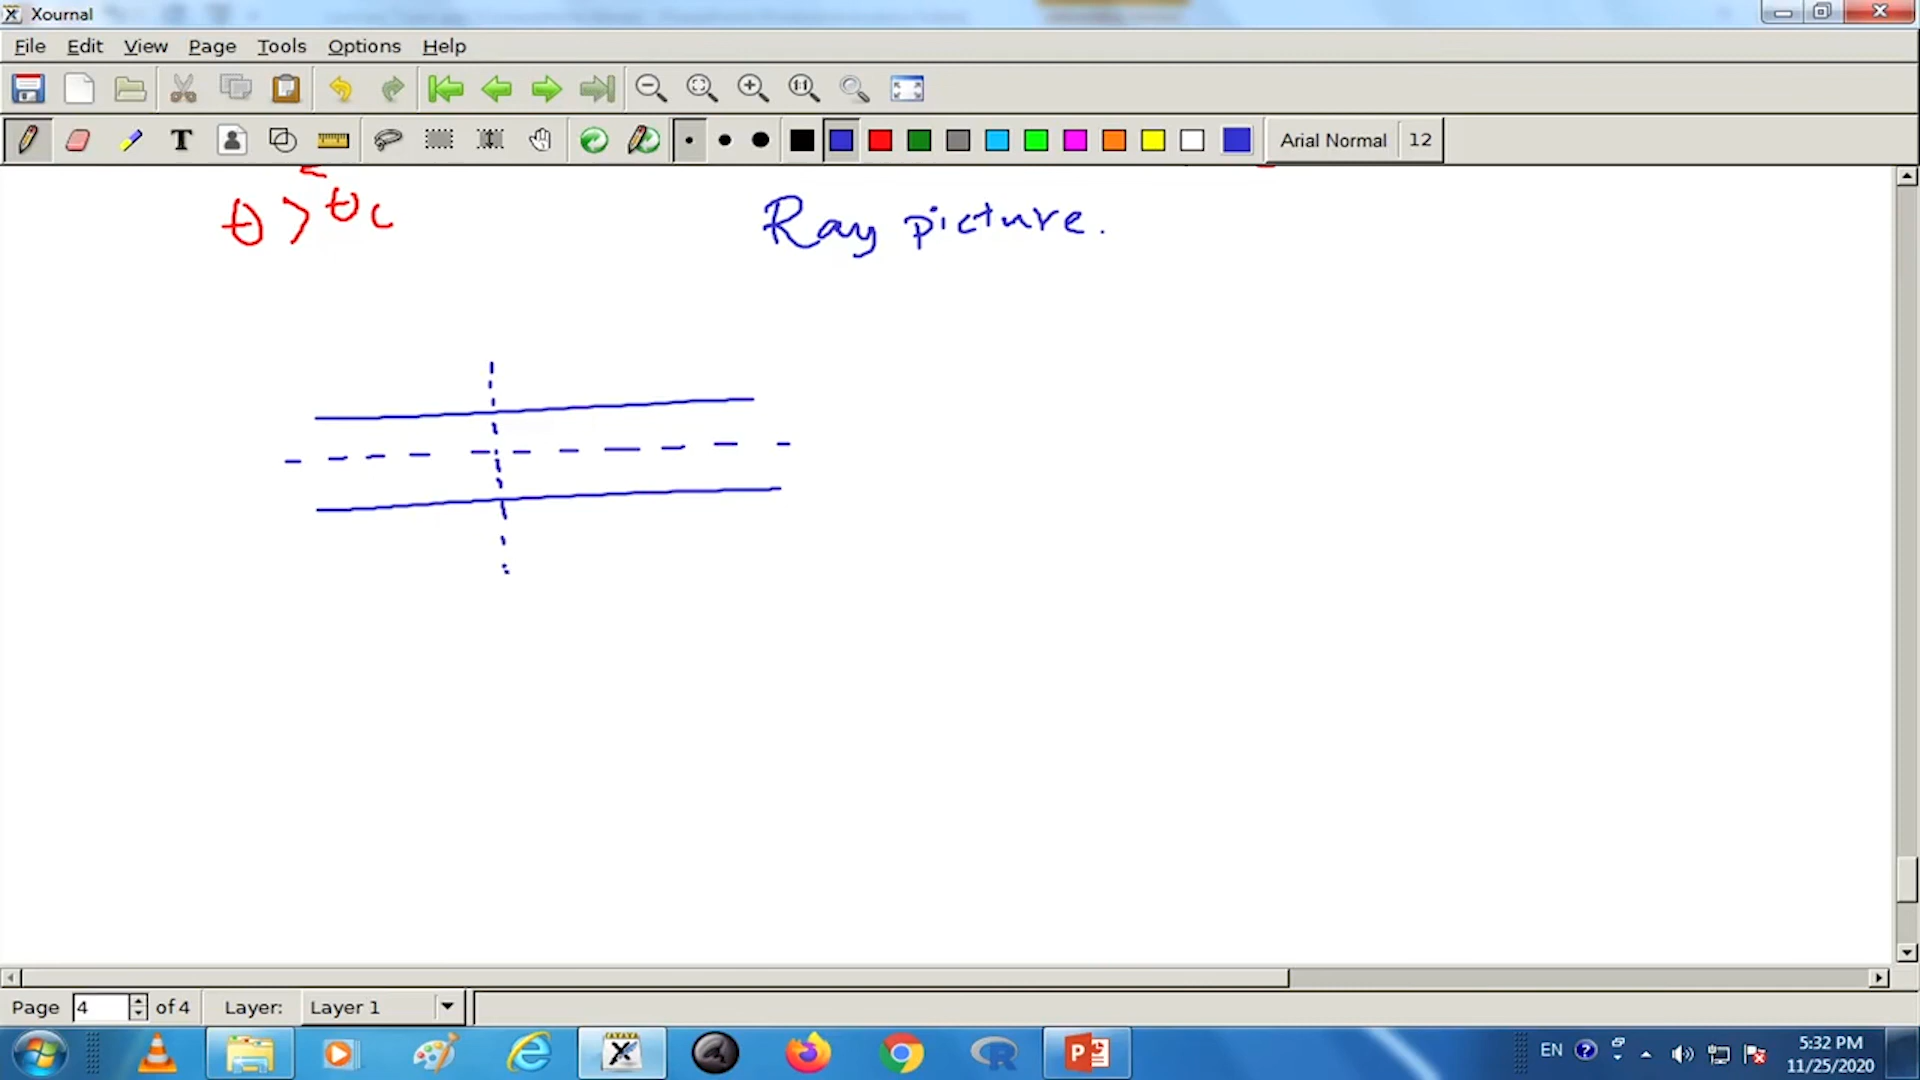 Xournal
File Edit View Page Tools Options Help
Arial Normal 12
θ > θc
Ray picture.
Page 4 of 4 Layer: Layer 1
EN 5:32 PM
11/25/2020